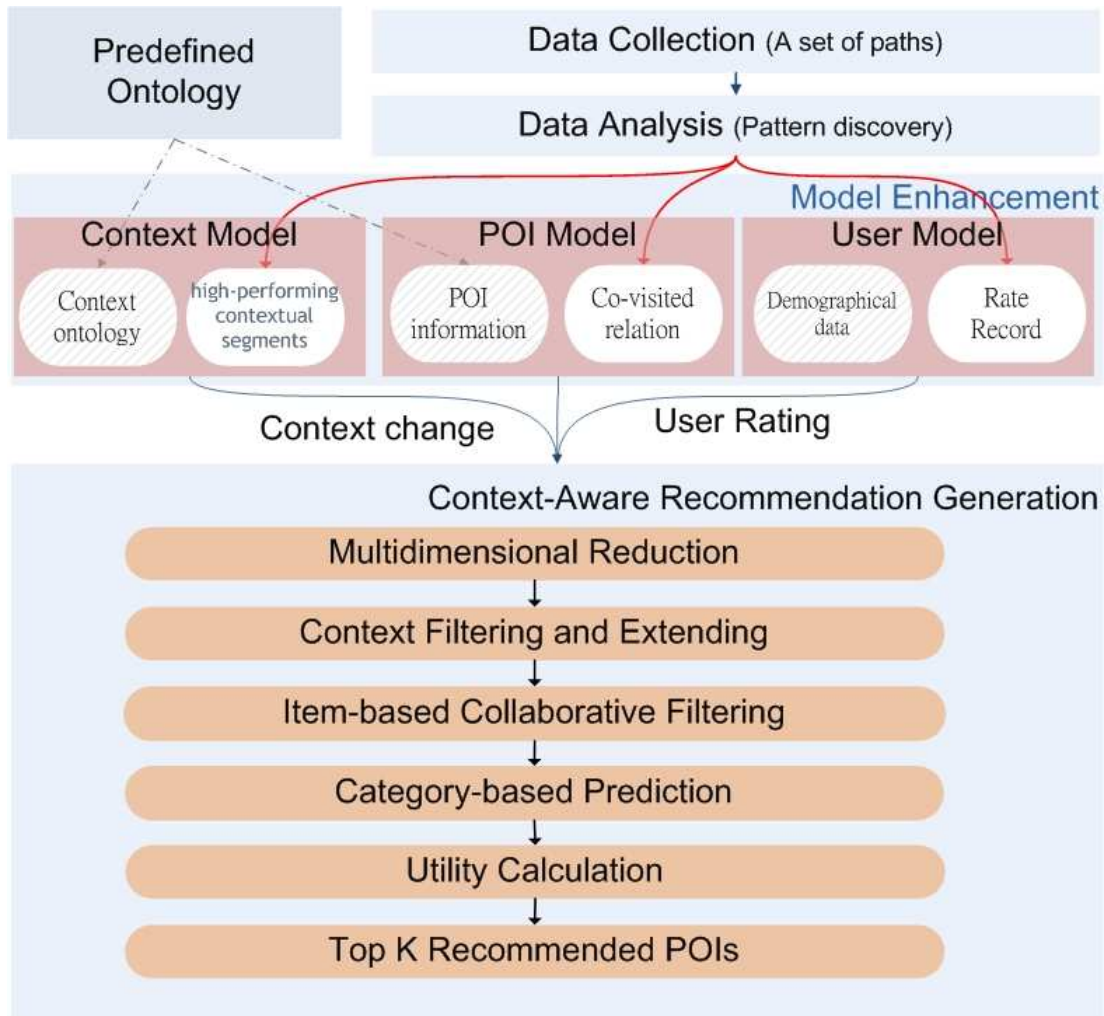 Predefined
Ontology
Data Collection (A set of paths)
Data Analysis (Pattern discovery)
Model Enhancement
Context Model
Context
ontology
high-performing
contextual
segments
POI Model
POI
information
Co-visited
relation
User Model
Demographical
data
Rate
Record
Context change
User Rating
Context-Aware Recommendation Generation
Multidimensional Reduction
Context Filtering and Extending
Item-based Collaborative Filtering
Category-based Prediction
Utility Calculation
Top K Recommended POIs